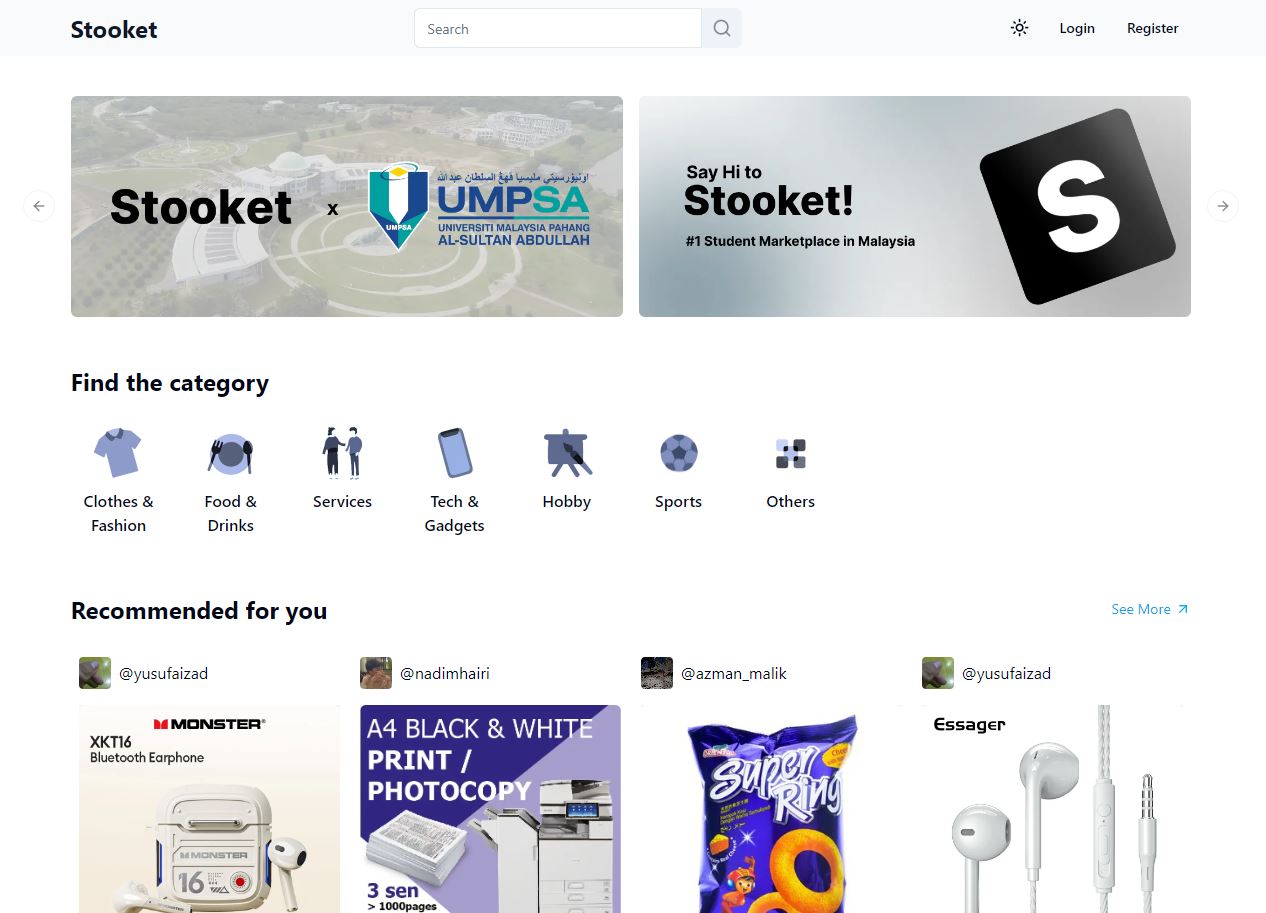 Stooket
Search
Login
Register
Stooket
x
اونيۏرسيتي مليسيا ڤهڠ السلطان عبد الله
UMPSA
UNIVERSITI MALAYSIA PAHANG
AL-SULTAN ABDULLAH
UMPSA
Say Hi to
Stooket!
#1 Student Marketplace in Malaysia
S
Find the category
Clothes &
Fashion
Food &
Drinks
Services
Tech &
Gadgets
Hobby
Sports
Others
Recommended for you
See More
@yusufaizad
@nadimhairi
@azman_malik
@yusufaizad
MONSTER
XKT16
Bluetooth Earphone
MONSTER
16
A4 BLACK & WHITE
PRINT /
PHOTOCOPY
3 sen
> 1000pages
Super
Ring
Essager